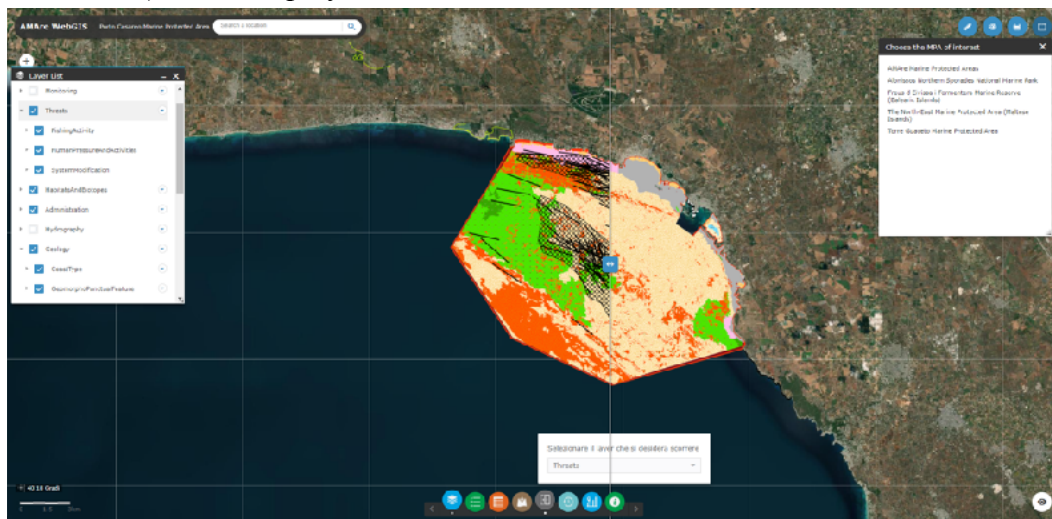 AMAre WebGIS
Porto Cesareo Marine Protected Area
Search a location
Layer List
Monitoring
Threats
FishingActivity
HumanPressureAndActivities
SystemModification
HabitatsAndBiotopes
Administration
Hydrography
Geology
CoastType
GeomorphicFunctionFeature
Choose the MPA of interest
AMAre Marine Protected Areas
Alonissos Northern Sporades National Marine Park
Freus d'Eivissa i Formentera Marine Reserve
(Balearic Islands)
The North-East Marine Protected Area (Maltese
Islands)
Torre Guaceto Marine Protected Area
Selezionare il layer che si desidera scorrere
Threats